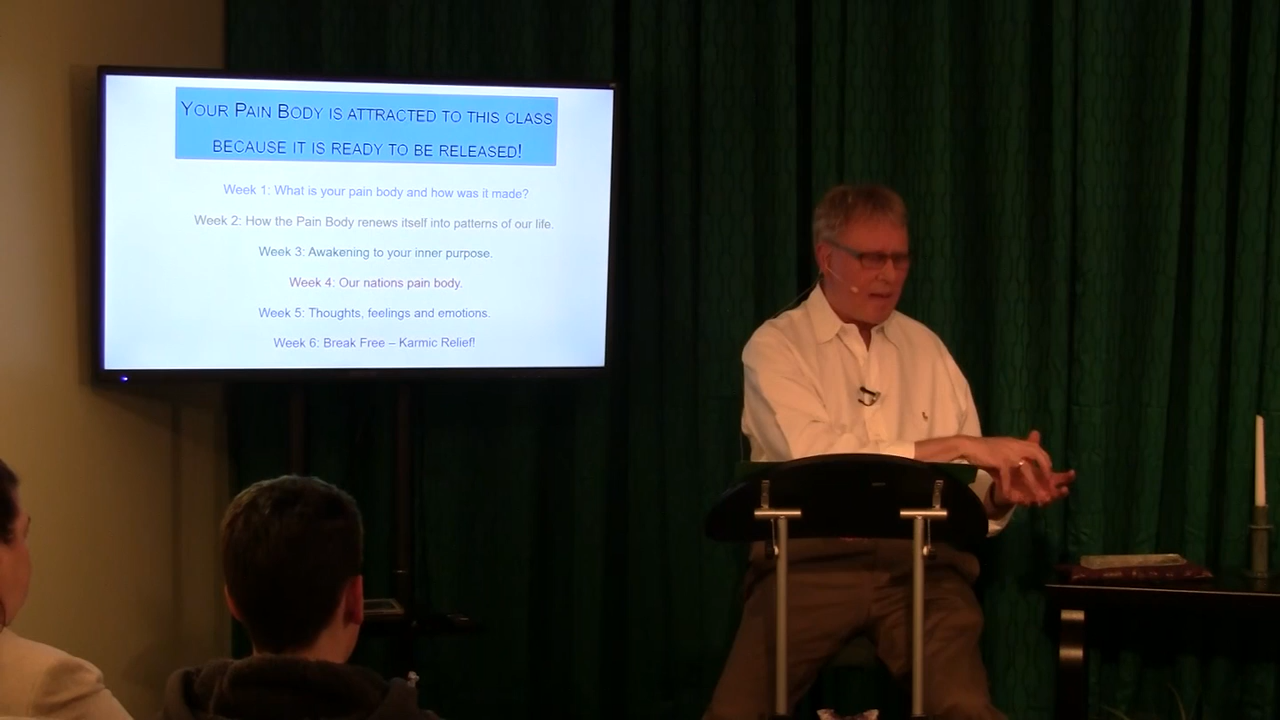 YOUR PAIN BODY IS ATTRACTED TO THIS CLASS
BECAUSE IT IS READY TO BE RELEASED!
Week 1: What is your pain body and how was it made?
Week 2: How the Pain Body renews itself into patterns of our life.
Week 3: Awakening to your inner purpose.
Week 4: Our nations pain body.
Week 5: Thoughts, feelings and emotions.
Week 6: Break Free – Karmic Relief!